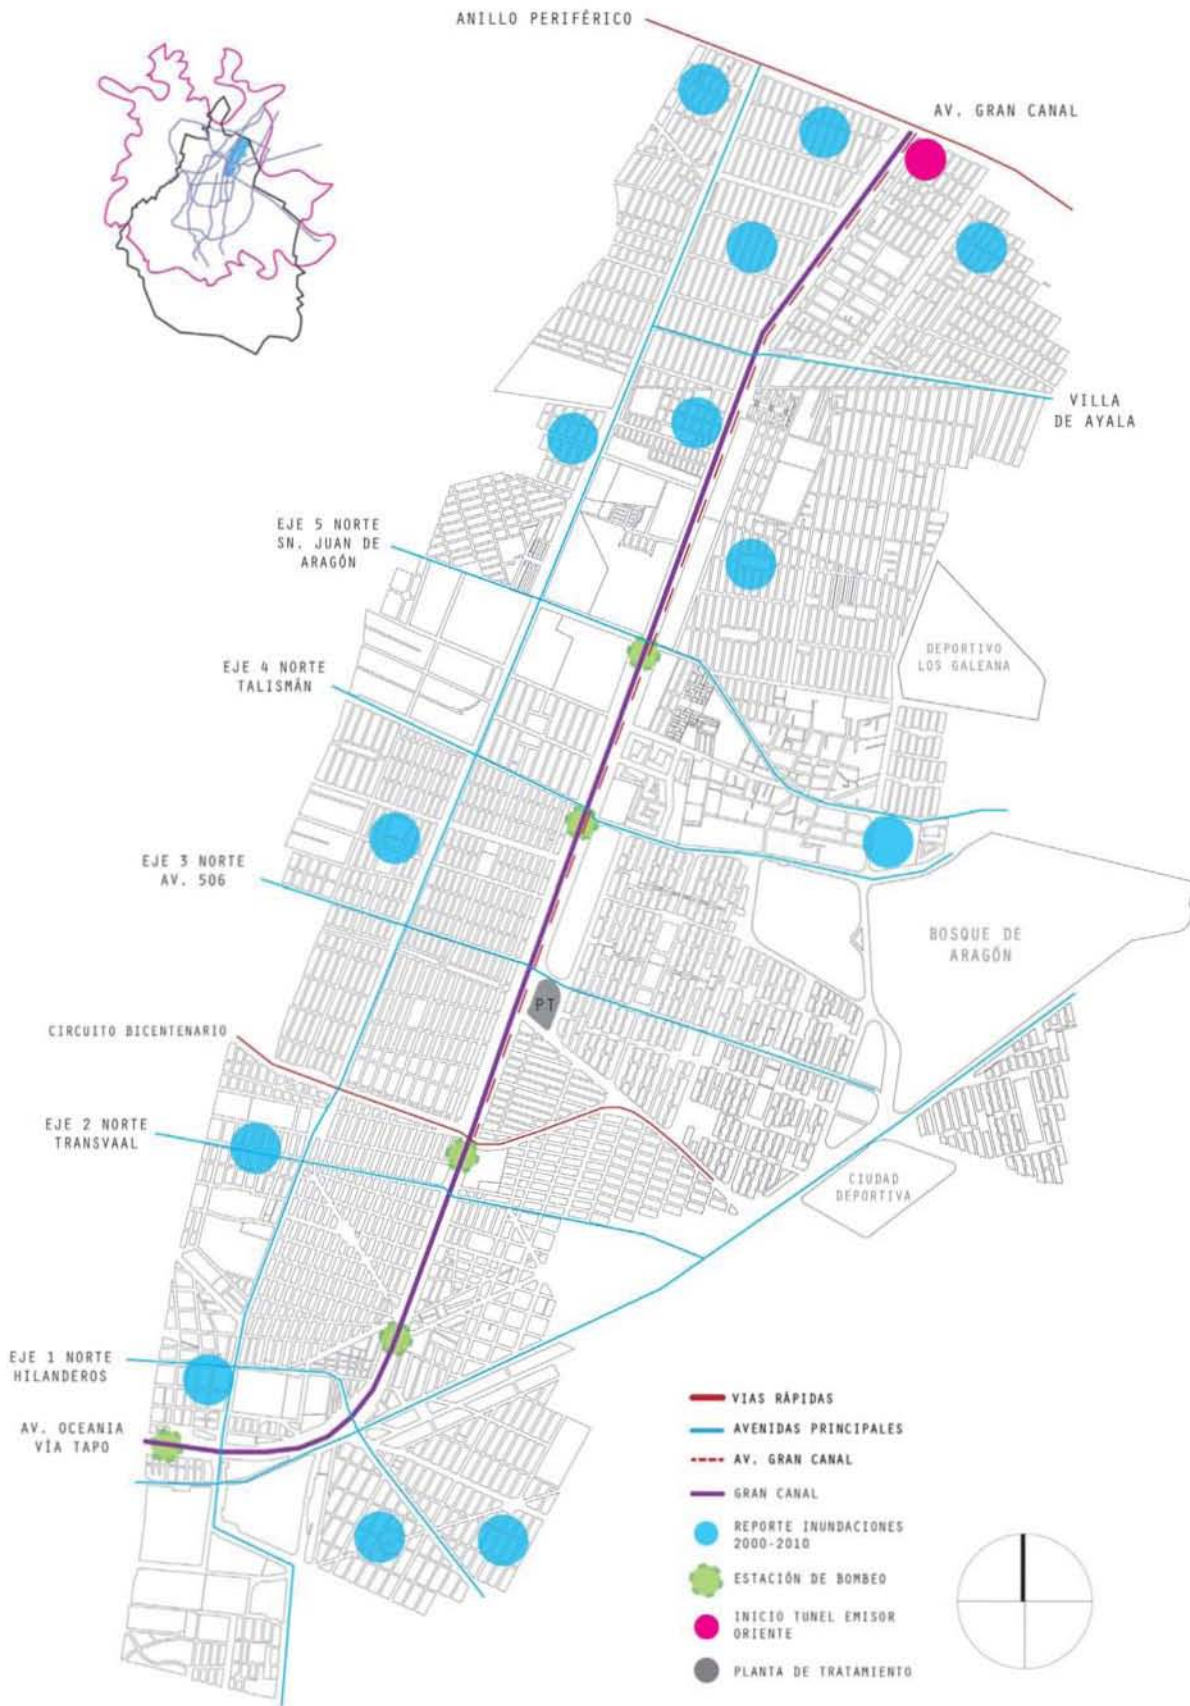 ANILLO PERIFÉRICO
AV. GRAN CANAL
VILLA
DE AYALA
EJE 5 NORTE
SN. JUAN DE
ARAGÓN
DEPORTIVO
LOS GALEANA
EJE 4 NORTE
TALISMÁN
EJE 3 NORTE
AV. 506
BOSQUE DE
ARAGÓN
PT
CIRCUITO BICENTENARIO
EJE 2 NORTE
TRANSVAAL
CIUDAD
DEPORTIVA
EJE 1 NORTE
HILANDEROS
AV. OCEANIA
VÍA TAPO
VIAS RÁPIDAS
AVENIDAS PRINCIPALES
AV. GRAN CANAL
GRAN CANAL
REPORTE INUNDACIONES
2000-2010
ESTACIÓN DE BOMBEO
INICIO TUNEL EMISOR
ORIENTE
PLANTA DE TRATAMIENTO